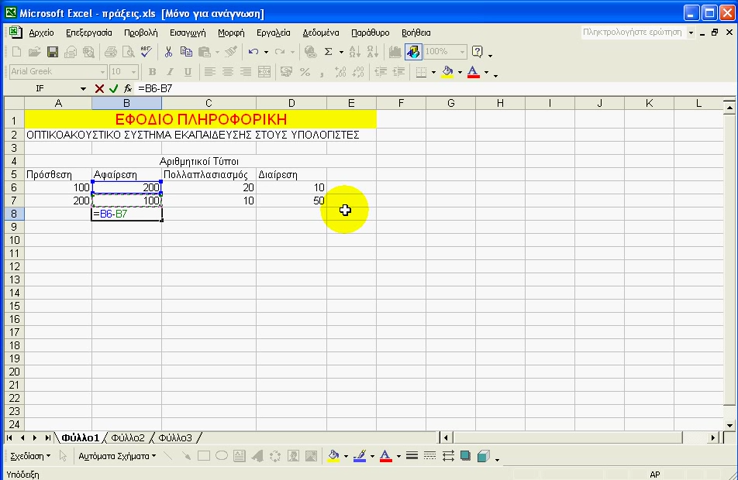 Microsoft Excel - πράξεις.xls [Μόνο για ανάγνωση]
Αρχείο Επεξεργασία Προβολή Εισαγωγή Μορφή Εργαλεία Δεδομένα Παράθυρο Βοήθεια Πληκτρολογήστε ερώτηση
100%
Arial Greek 10
IF =B6-B7
A B C D E F G H I J K L
1 ΕΦΟΔΙΟ ΠΛΗΡΟΦΟΡΙΚΗ
2 ΟΠΤΙΚΟΑΚΟΥΣΤΙΚΟ ΣΥΣΤΗΜΑ ΕΚΑΠΑΙΔΕΥΣΗΣ ΣΤΟΥΣ ΥΠΟΛΟΓΙΣΤΕΣ
3
4 Αριθμητικοί Τύποι
5 Πρόσθεση Αφαίρεση Πολλαπλασιασμός Διαίρεση
6 100 200 20 10
7 200 100 10 50
8 =B6-B7
9
10
11
12
13
14
15
16
17
18
19
20
21
22
23
24
Φύλλο1 Φύλλο2 Φύλλο3
Σχεδίαση Αυτόματα Σχήματα
Υπόδειξη ΑΡ